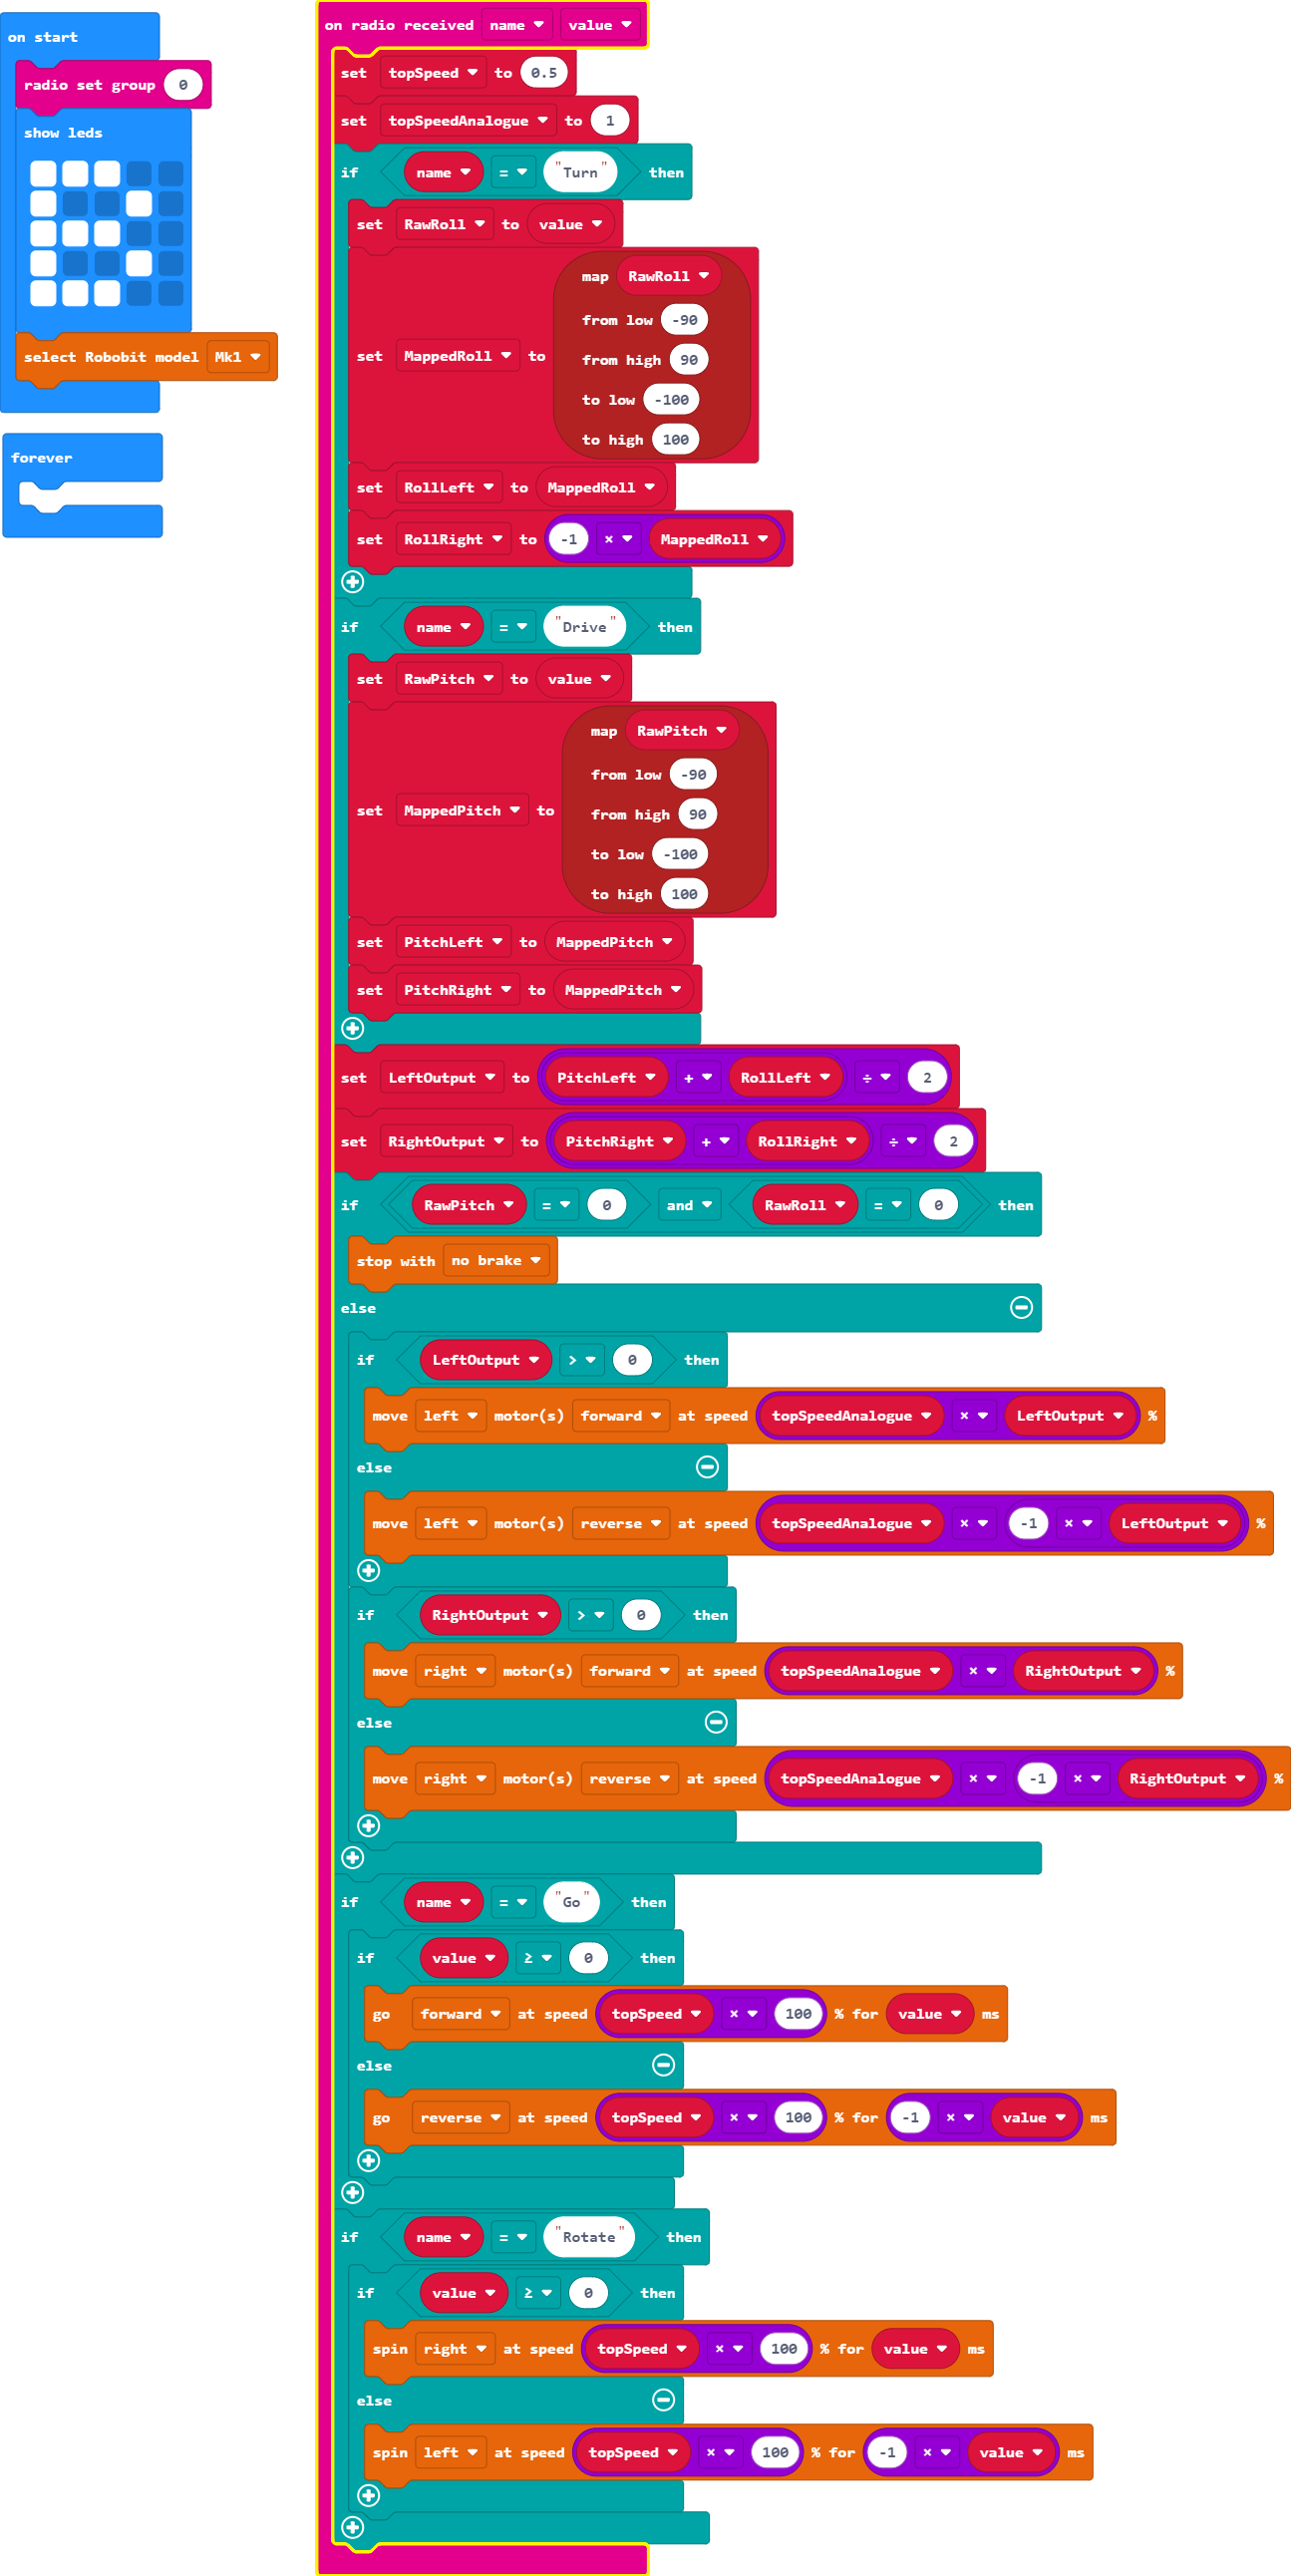 on start
radio set group 0
show leds
select Robobit model Mk1
forever
on radio received name value
set topSpeed to 0.5
set topSpeedAnalogue to 1
if name = "Turn" then
set RawRoll to value
map RawRoll
from low -90
from high 90
set MappedRoll to
to low -100
to high 100
set RollLeft to MappedRoll
set RollRight to -1 × MappedRoll
if name = "Drive" then
set RawPitch to value
map RawPitch
from low -90
from high 90
set MappedPitch to
to low -100
to high 100
set PitchLeft to MappedPitch
set PitchRight to MappedPitch
set LeftOutput to PitchLeft + RollLeft ÷ 2
set RightOutput to PitchRight + RollRight ÷ 2
if RawPitch = 0 and RawRoll = 0 then
stop with no brake
else
if LeftOutput > 0 then
move left motor(s) forward at speed topSpeedAnalogue × LeftOutput %
else
move left motor(s) reverse at speed topSpeedAnalogue × -1 × LeftOutput %
if RightOutput > 0 then
move right motor(s) forward at speed topSpeedAnalogue × RightOutput %
else
move right motor(s) reverse at speed topSpeedAnalogue × -1 × RightOutput %
if name = "Go" then
if value ≥ 0 then
go forward at speed topSpeed × 100 % for value ms
else
go reverse at speed topSpeed × 100 % for -1 × value ms
if name = "Rotate" then
if value ≥ 0 then
spin right at speed topSpeed × 100 % for value ms
else
spin left at speed topSpeed × 100 % for -1 × value ms